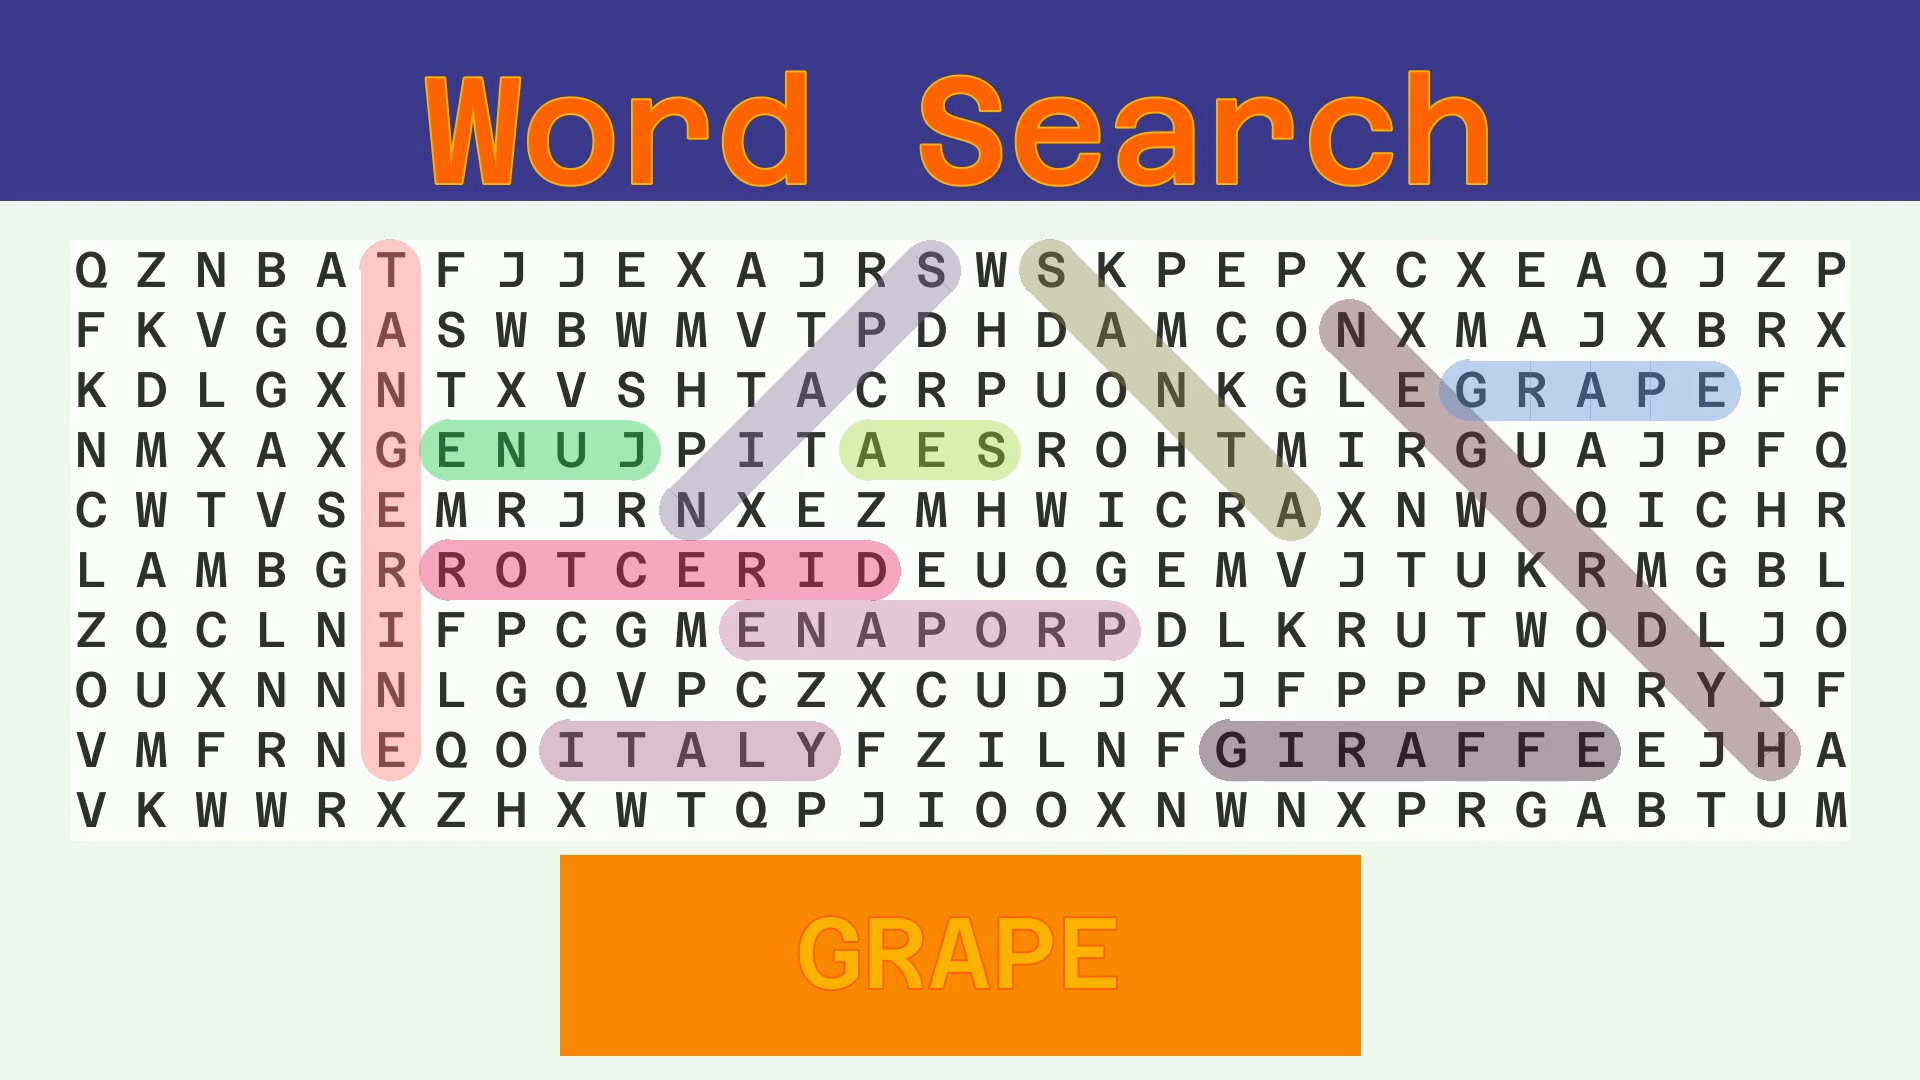 Word Search
Q Z N B A T F J J E X A J R S W S K P E P X C X E A Q J Z P
F K V G Q A S W B W M V T P D H D A M C O N X M A J X B R X
K D L G X N T X V S H T A C R P U O N K G L E G R A P E F F
N M X A X G E N U J P I T A E S R O H T M I R G U A J P F Q
C W T V S E M R J R N X E Z M H W I C R A X N W O Q I C H R
L A M B G R R O T C E R I D E U Q G E M V J T U K R M G B L
Z Q C L N I F P C G M E N A P O R P D L K R U T W O D L J O
O U X N N N L G Q V P C Z X C U D J X J F P P P N N R Y J F
V M F R N E Q O I T A L Y F Z I L N F G I R A F F E E J H A
V K W W R X Z H X W T Q P J I O O X N W N X P R G A B T U M
GRAPE